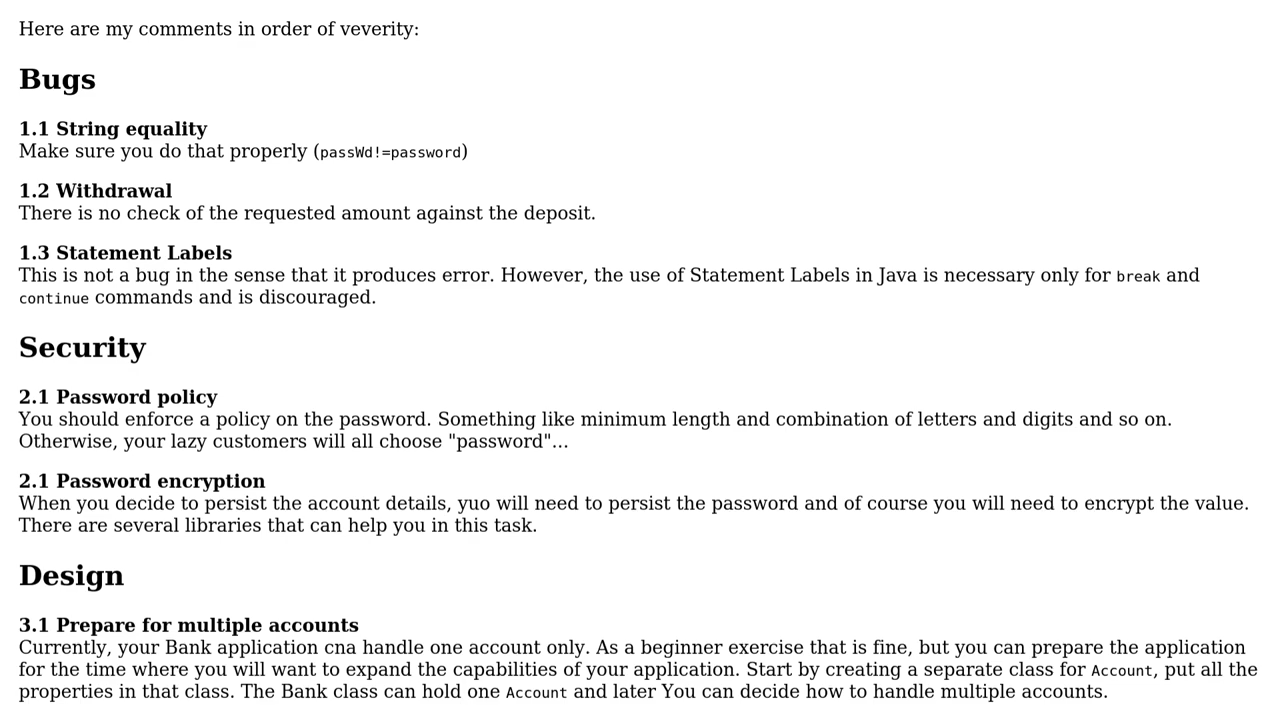 Here are my comments in order of veverity:
Bugs
1.1 String equality
Make sure you do that properly (passWd!=password)
1.2 Withdrawal
There is no check of the requested amount against the deposit.
1.3 Statement Labels
This is not a bug in the sense that it produces error. However, the use of Statement Labels in Java is necessary only for break and
continue commands and is discouraged.
Security
2.1 Password policy
You should enforce a policy on the password. Something like minimum length and combination of letters and digits and so on.
Otherwise, your lazy customers will all choose "password"...
2.1 Password encryption
When you decide to persist the account details, yuo will need to persist the password and of course you will need to encrypt the value.
There are several libraries that can help you in this task.
Design
3.1 Prepare for multiple accounts
Currently, your Bank application cna handle one account only. As a beginner exercise that is fine, but you can prepare the application
for the time where you will want to expand the capabilities of your application. Start by creating a separate class for Account, put all the
properties in that class. The Bank class can hold one Account and later You can decide how to handle multiple accounts.